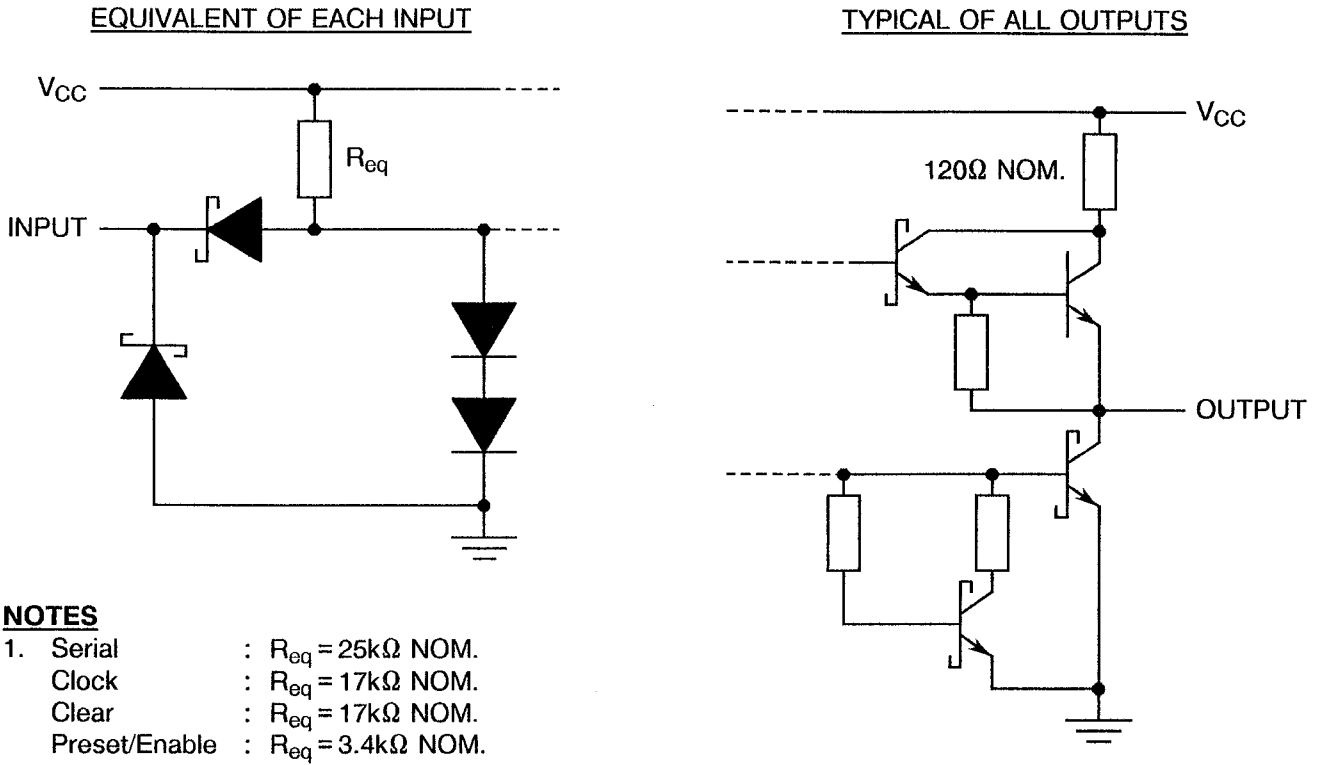 EQUIVALENT OF EACH INPUT
VCC
Req
INPUT
TYPICAL OF ALL OUTPUTS
VCC
120Ω NOM.
OUTPUT
NOTES
1. Serial : Req = 25kΩ NOM.
Clock : Req = 17kΩ NOM.
Clear : Req = 17kΩ NOM.
Preset/Enable : Req = 3.4kΩ NOM.